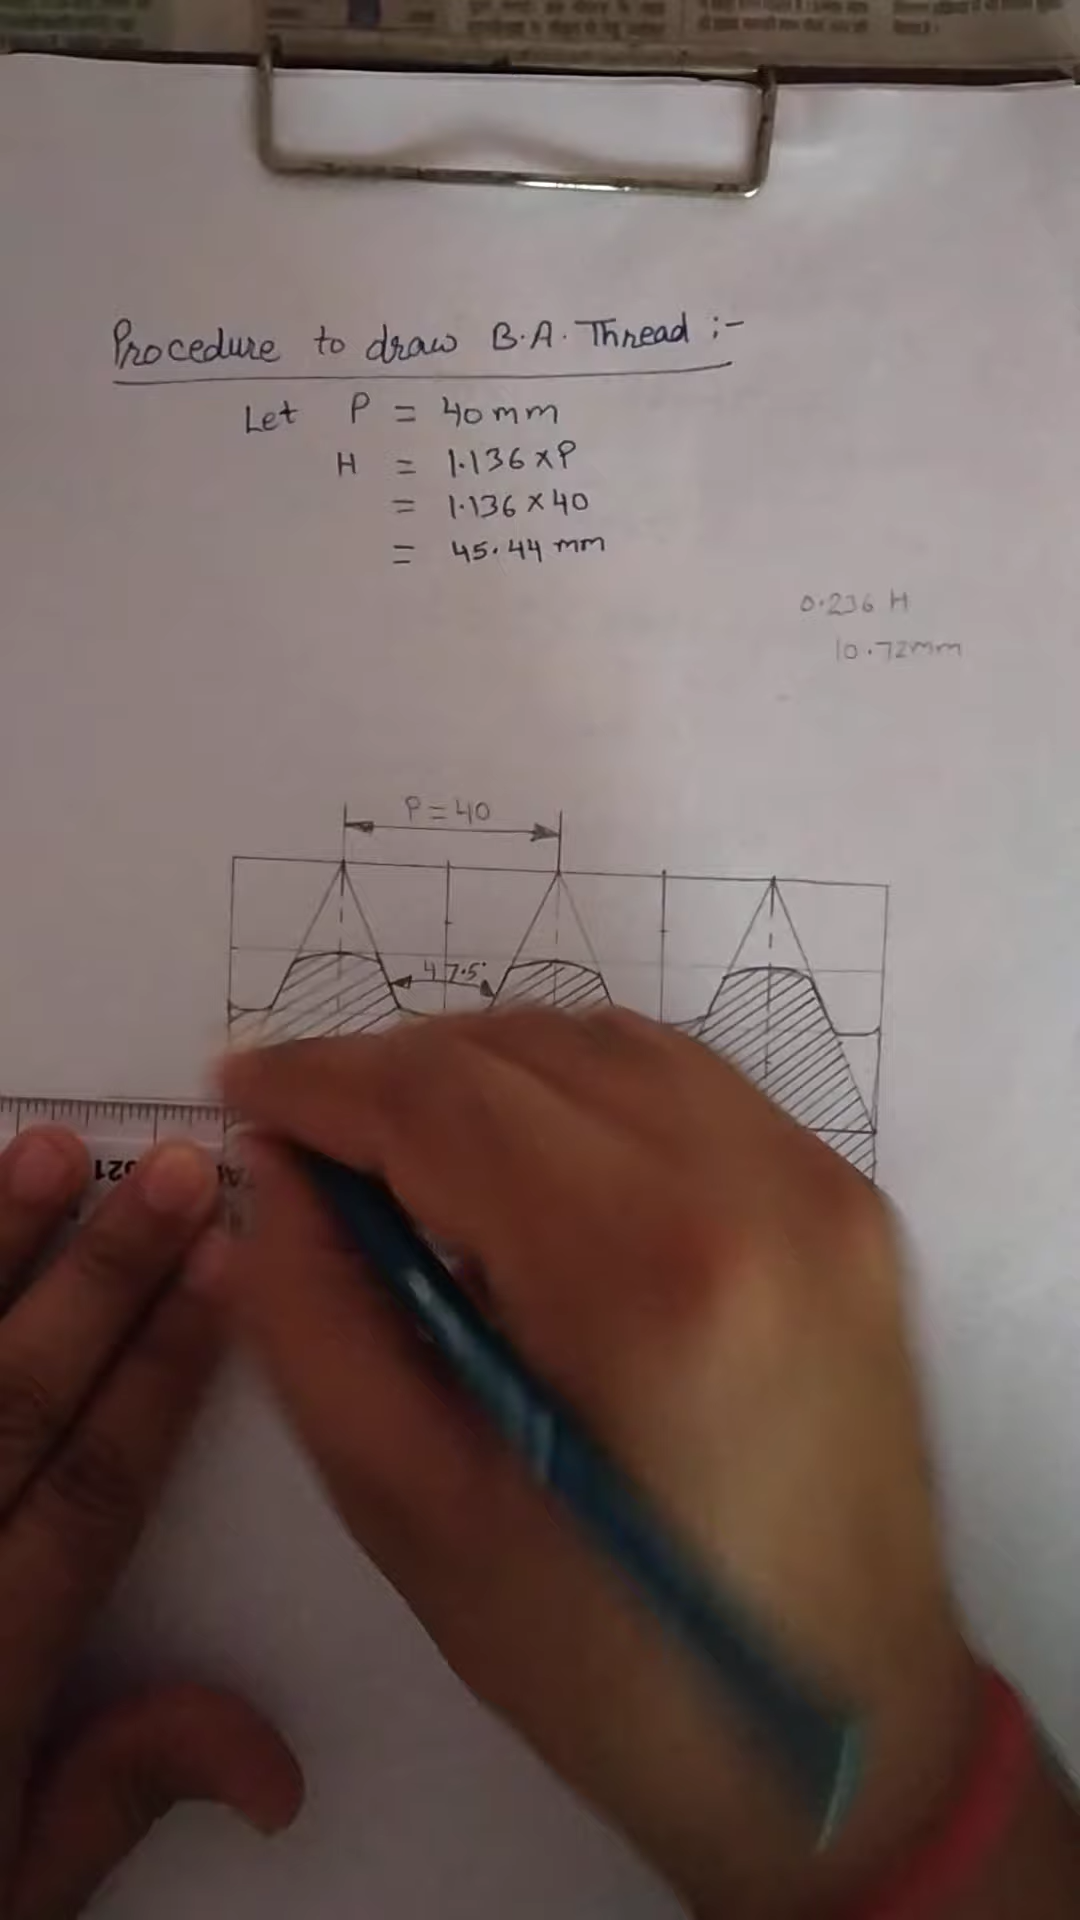 Procedure to draw B.A. Thread :-
Let P = 40mm
H = 1.136 x P
= 1.136 x 40
= 45.44 mm
0.236 H
10.72mm
P = 40
47.5°